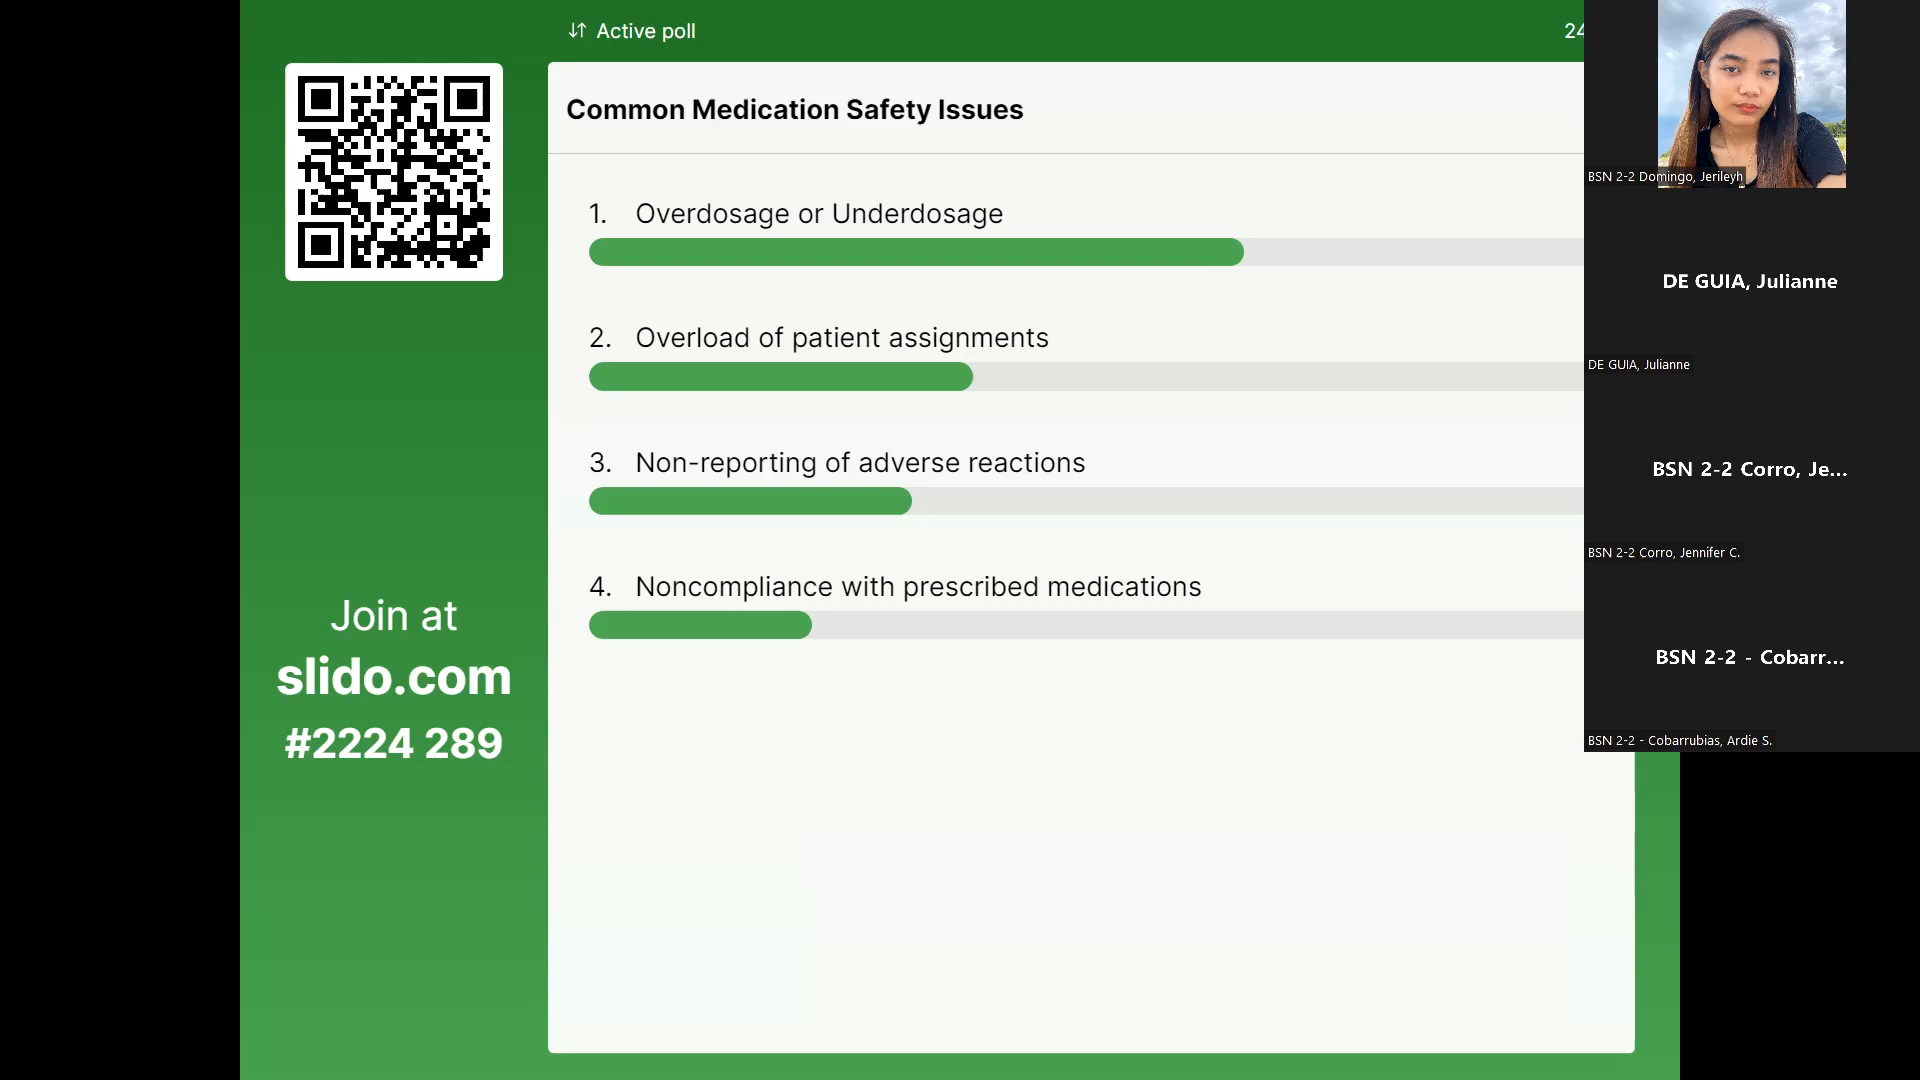 Active poll
24
Common Medication Safety Issues
1. Overdosage or Underdosage
2. Overload of patient assignments
3. Non-reporting of adverse reactions
4. Noncompliance with prescribed medications
Join at
slido.com
#2224 289
BSN 2-2 Domingo, Jerileyh
DE GUIA, Julianne
DE GUIA, Julianne
BSN 2-2 Corro, Je...
BSN 2-2 Corro, Jennifer C.
BSN 2-2 - Cobarr...
BSN 2-2 - Cobarrubias, Ardie S.